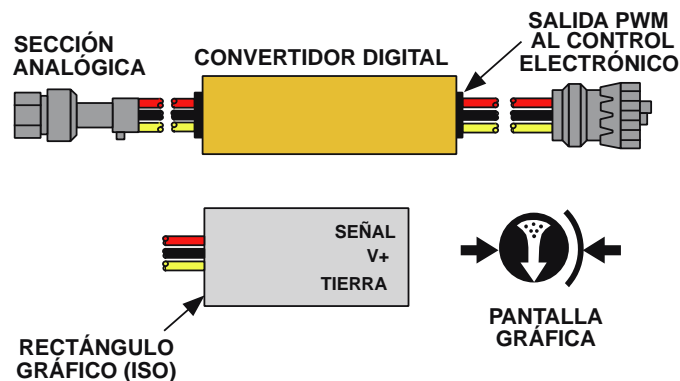 SECCIÓN
ANALÓGICA
CONVERTIDOR DIGITAL
SALIDA PWM
AL CONTROL
ELECTRÓNICO
SEÑAL
V+
TIERRA
RECTÁNGULO
GRÁFICO (ISO)
PANTALLA
GRÁFICA